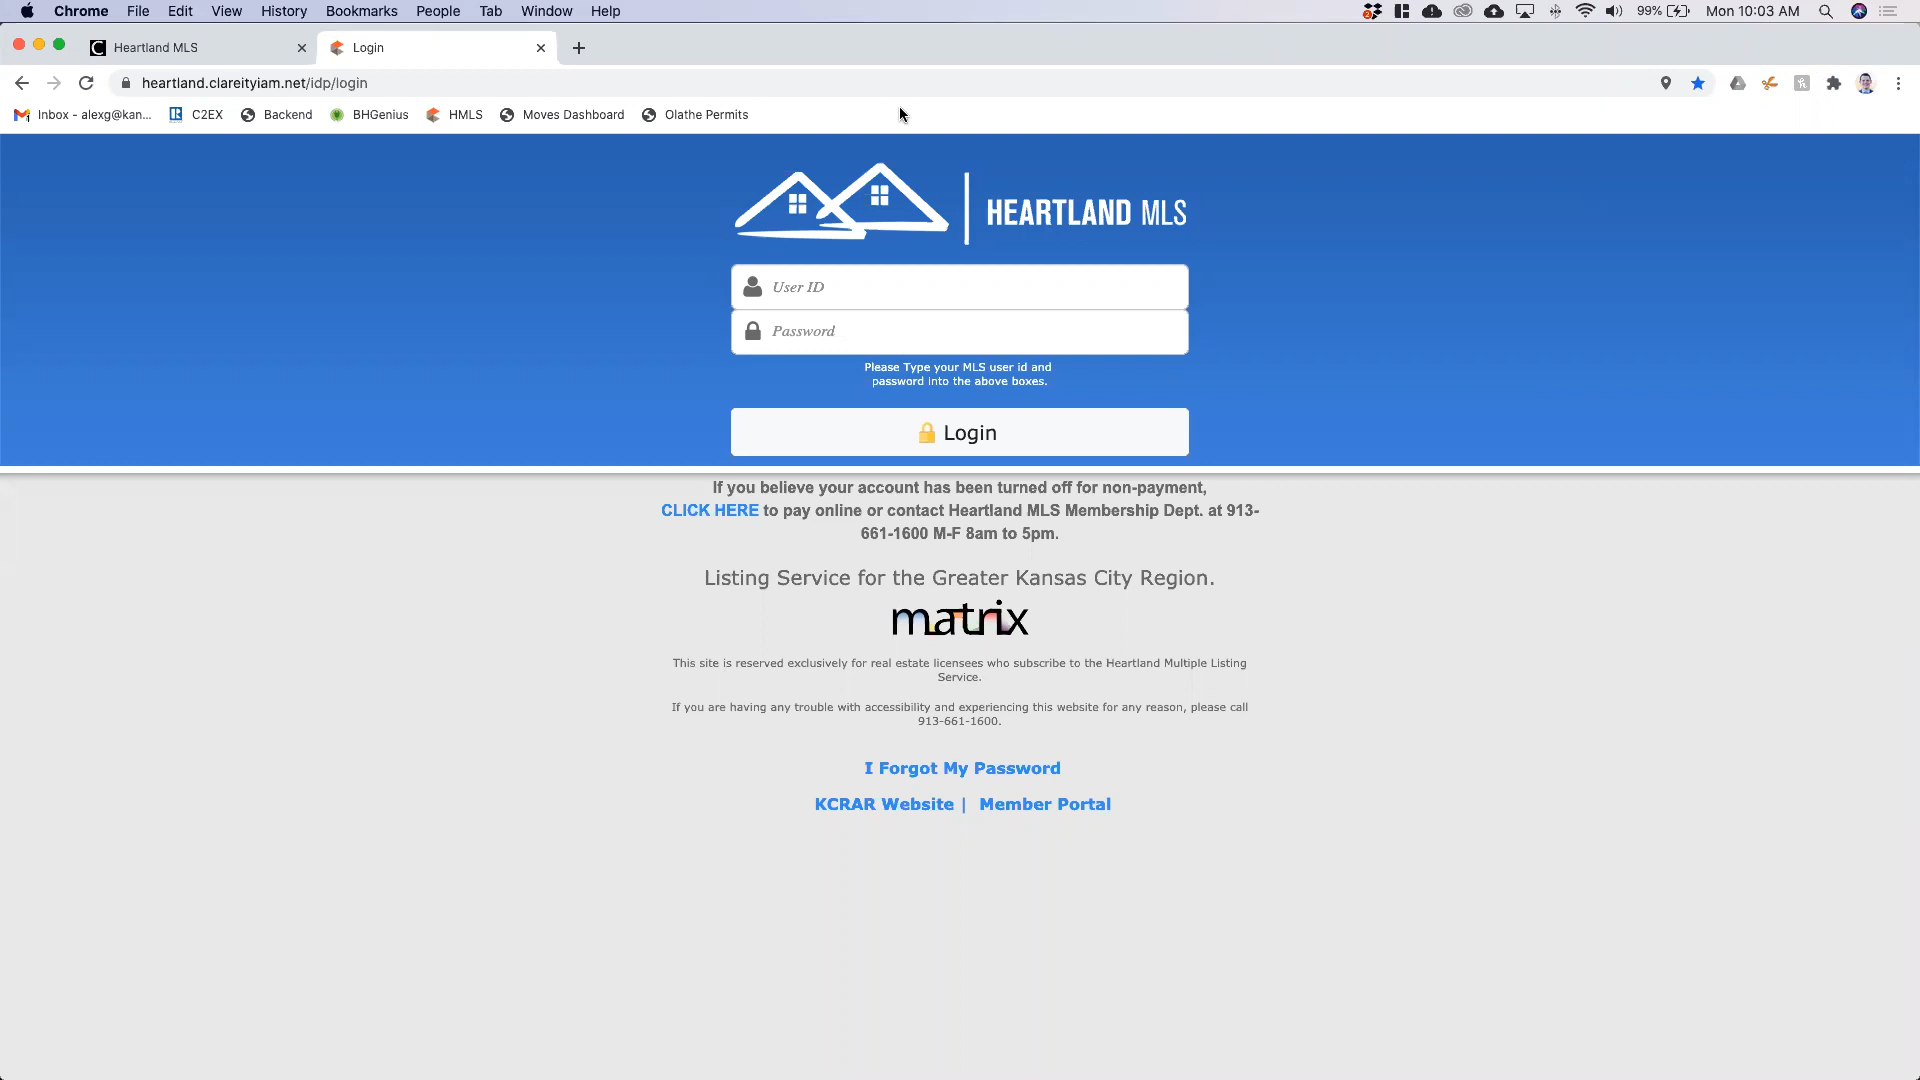 Chrome File Edit View History Bookmarks People Tab Window Help 2 99% Mon 10:03 AM
Heartland MLS Login
heartland.clareityiam.net/idp/login
Inbox - alexg@kan... C2EX Backend BHGenius HMLS Moves Dashboard Olathe Permits
HEARTLAND MLS
User ID
Password
Please Type your MLS user id and
password into the above boxes.
Login
If you believe your account has been turned off for non-payment,
CLICK HERE to pay online or contact Heartland MLS Membership Dept. at 913-
661-1600 M-F 8am to 5pm.
Listing Service for the Greater Kansas City Region.
matrix
This site is reserved exclusively for real estate licensees who subscribe to the Heartland Multiple Listing
Service.
If you are having any trouble with accessibility and experiencing this website for any reason, please call
913-661-1600.
I Forgot My Password
KCRAR Website | Member Portal